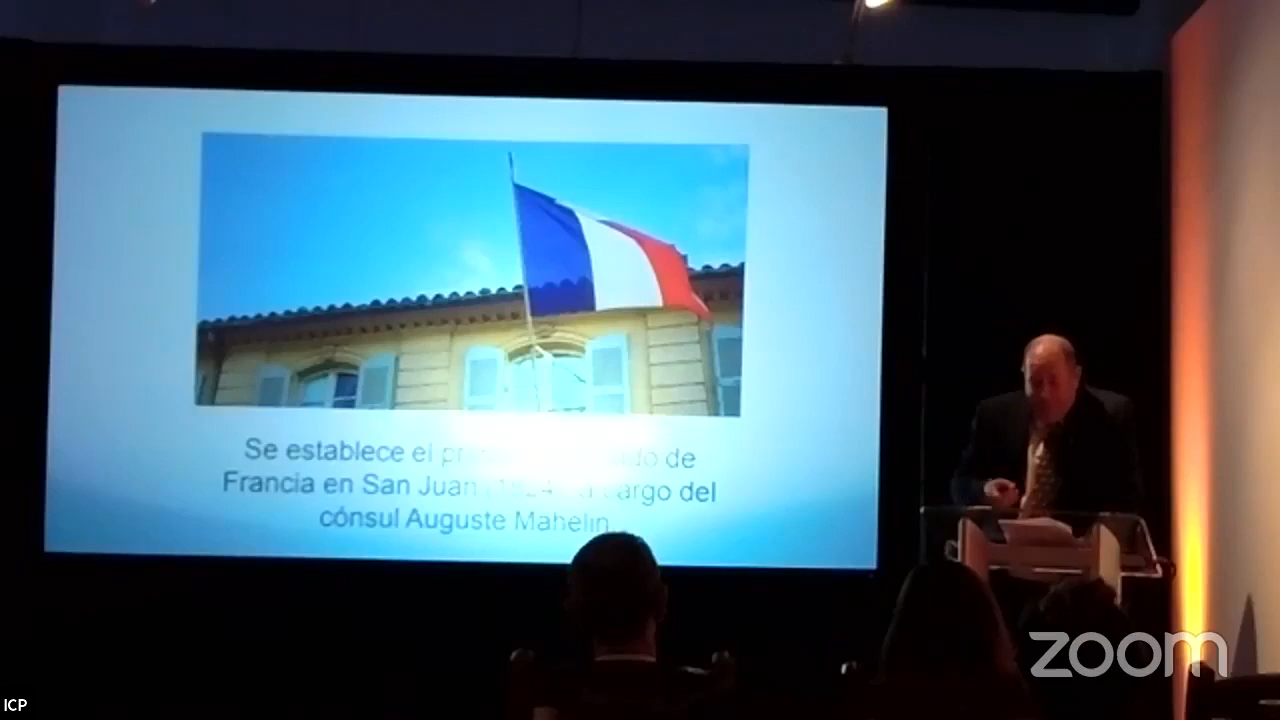 Se establece el de
Francia en San Juan a cargo del
cónsul Auguste Mahelin
zoom
ICP